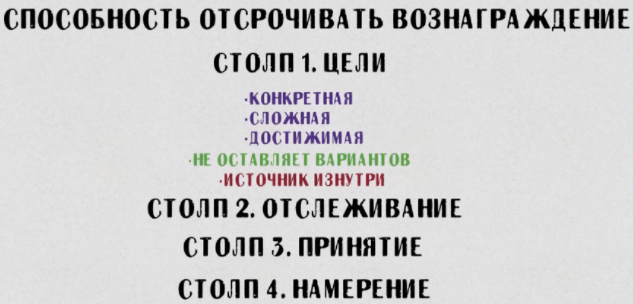 СПОСОБНОСТЬ ОТСРОЧИВАТЬ ВОЗНАГРАЖДЕНИЕ
СТОЛП 1. ЦЕЛИ
·КОНКРЕТНАЯ
·СЛОЖНАЯ
·ДОСТИЖИМАЯ
·НЕ ОСТАВЛЯЕТ ВАРИАНТОВ
·ИСТОЧНИК ИЗНУТРИ
СТОЛП 2. ОТСЛЕЖИВАНИЕ
СТОЛП 3. ПРИНЯТИЕ
СТОЛП 4. НАМЕРЕНИЕ